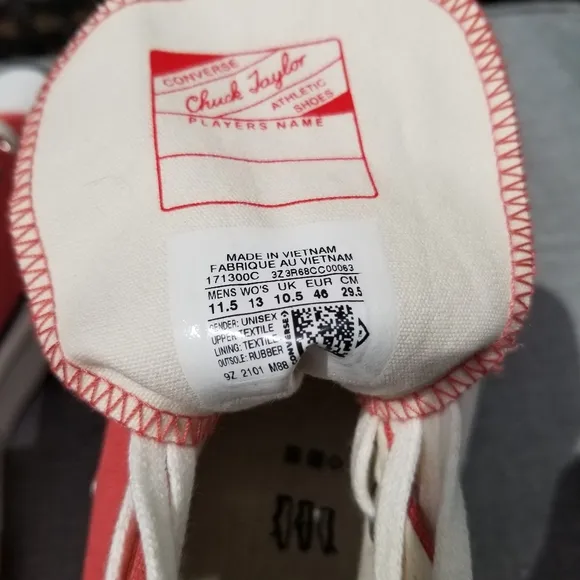 CONVERSE
Chuck Taylor
ATHLETIC
SHOES
PLAYERS NAME
MADE IN VIETNAM
FABRIQUE AU VIETNAM
171300C 3Z3R68CC00063
MENS WO'S UK EUR CM
11.5 13 10.5 46 29.5
GENDER: UNISEX
UPPER: TEXTILE
LINING: TEXTILE
OUTSOLE: RUBBER
9Z 2101 M88
CONVERSE